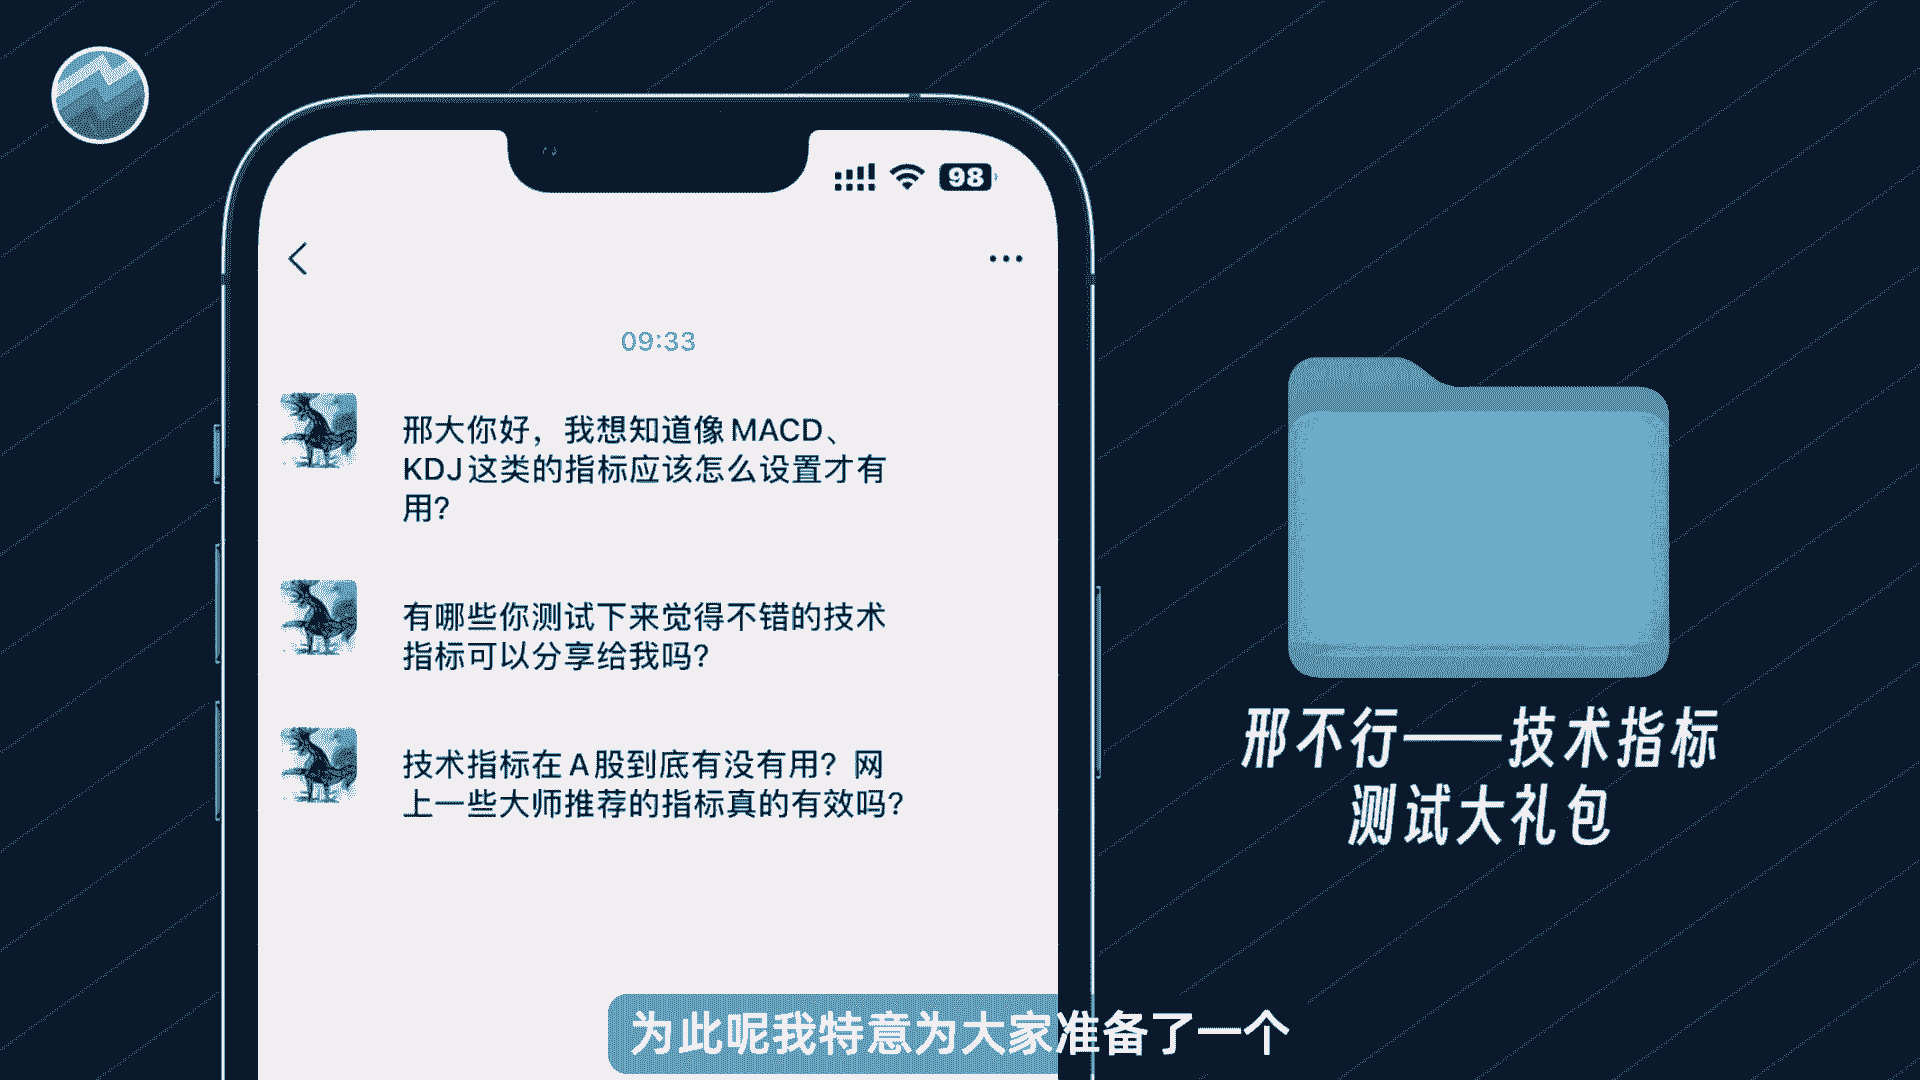 98
09:33
邢大你好，我想知道像MACD、
KDJ这类的指标应该怎么设置才有
用？
有哪些你测试下来觉得不错的技术
指标可以分享给我吗？
技术指标在A股到底有没有用？网
上一些大师推荐的指标真的有效吗？
邢不行——技术指标
测试大礼包
为此呢我特意为大家准备了一个